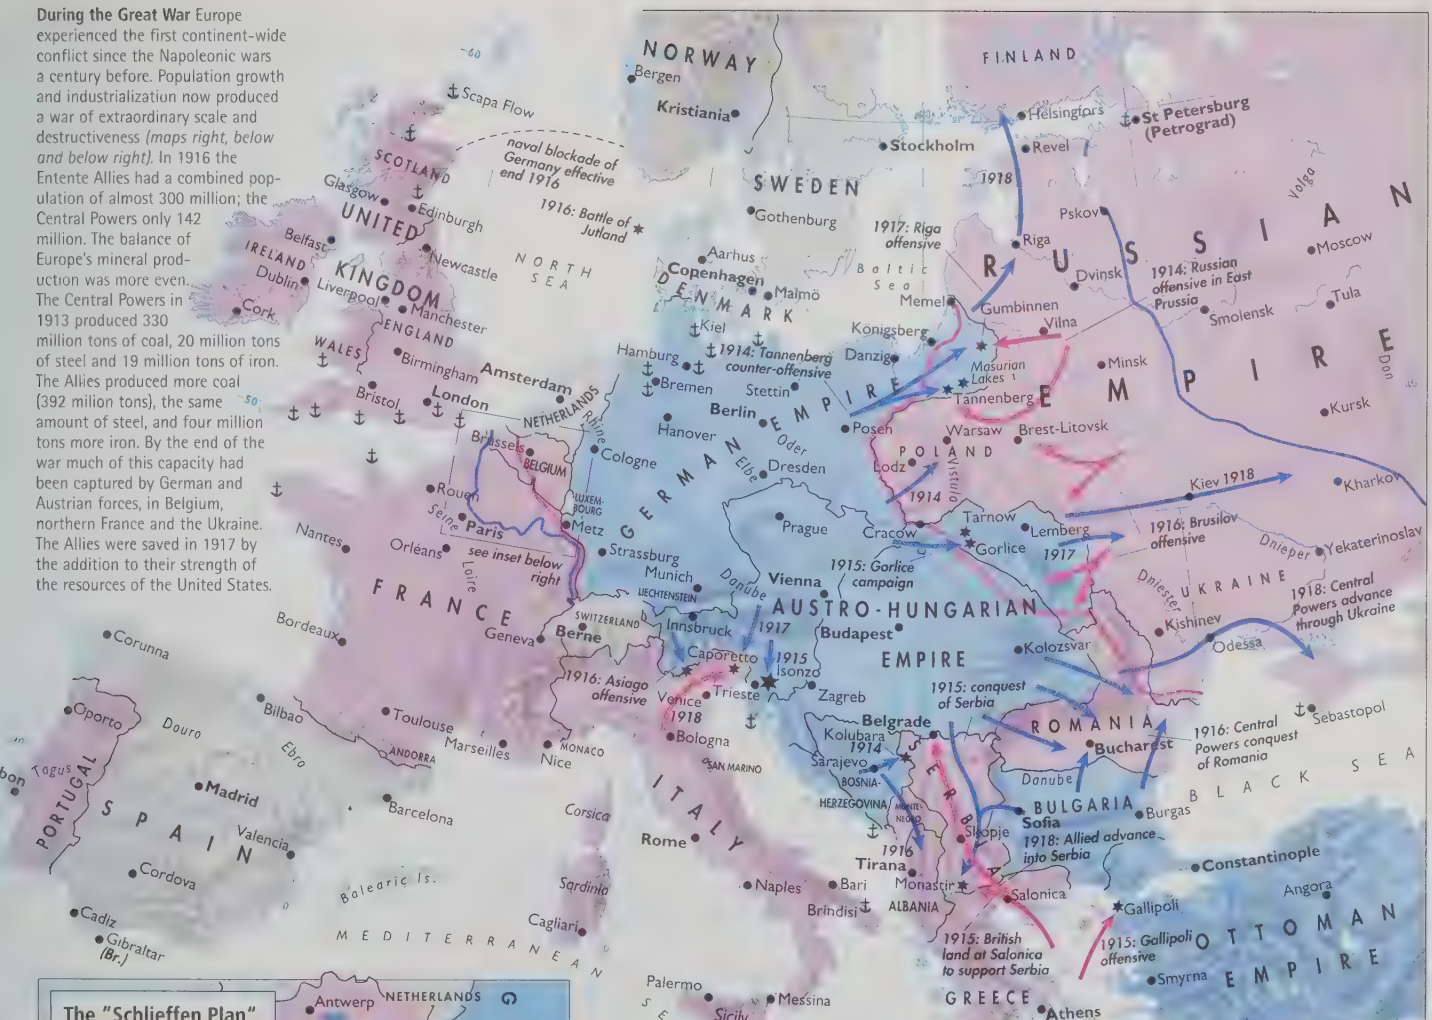 During the Great War Europe
experienced the first continent-wide
conflict since the Napoleonic wars
a century before. Population growth
and industrialization now produced
a war of extraordinary scale and
destructiveness (maps right, below
and below right). In 1916 the
Entente Allies had a combined pop-
ulation of almost 300 million; the
Central Powers only 142
million. The balance of
Europe's mineral prod-
uction was more even.
The Central Powers in
1913 produced 330
million tons of coal, 20 million tons
of steel and 19 million tons of iron.
The Allies produced more coal
(392 milion tons), the same
amount of steel, and four million
tons more iron. By the end of the
war much of this capacity had
been captured by German and
Austrian forces, in Belgium,
northern France and the Ukraine.
The Allies were saved in 1917 by
the addition to their strength of
the resources of the United States.
60
50
NORWAY
Bergen
Kristiania
FINLAND
Helsingfors
St Petersburg
(Petrograd)
Revel
Stockholm
SWEDEN
Gothenburg
Scapa Flow
naval blockade of
Germany effective
end 1916
1916: Battle of
Jutland
SCOTLAND
Glasgow
Edinburgh
UNITED
KINGDOM
Belfast
IRELAND
Dublin
Cork
Newcastle
Liverpool
Manchester
ENGLAND
WALES
Birmingham
Bristol
London
NORTH
SEA
Aarhus
Copenhagen
Malmö
DENMARK
Kiel
Baltic
Sea
1918
Pskov
Riga
1917: Riga
offensive
Volga
RUSSIAN
EMPIRE
Moscow
Dvinsk
1914: Russian
offensive in East
Prussia
Tula
Smolensk
Memel
Gumbinnen
Vilna
Königsberg
Danzig
Masurian
Lakes
Tannenberg
1914: Tannenberg
counter-offensive
Minsk
Don
Kursk
Hamburg
Bremen
Stettin
Berlin
Hanover
GERMAN EMPIRE
Oder
Elbe
Posen
Dresden
Amsterdam
NETHERLANDS
Rhine
Cologne
Brussels
BELGIUM
LUXEM-
BOURG
Metz
Strassburg
Munich
Warsaw
Brest-Litovsk
POLAND
Lodz
Vistula
1914
Kiev
1918
Kharkov
Tarnow
Lemberg
Cracow
Gorlice
1917
1916: Brusilov
offensive
Dnieper
Yekaterinoslav
Prague
1915: Gorlice
campaign
Dniester
UKRAINE
1918: Central
Powers advance
through Ukraine
Kishinev
Odessa
Rouen
Seine
Paris
see inset below
right
Nantes
Orléans
Loire
FRANCE
Bordeaux
Geneva
SWITZERLAND
Berne
LIECHTENSTEIN
Innsbruck
Danube
Vienna
AUSTRO-HUNGARIAN
EMPIRE
Budapest
Kolozsvar
1917
Caporetto
1915
Isonzo
1916: Asiago
offensive
Venice
Trieste
1918
Zagreb
Bologna
SAN MARINO
1915: conquest
of Serbia
Belgrade
Kolubara
1914
Sarajevo
BOSNIA-
HERZEGOVINA
MONTE-
NEGRO
SERBIA
ROMANIA
Bucharest
Danube
1916: Central
Powers conquest
of Romania
Sebastopol
BLACK SEA
BULGARIA
Sofia
Burgas
1918: Allied advance
into Serbia
Skopje
1916
Tirana
Monastir
ALBANIA
Salonica
Constantinople
Angora
Gallipoli
1915: Gallipoli
offensive
1915: British
land at Salonica
to support Serbia
OTTOMAN
EMPIRE
Smyrna
GREECE
Athens
Corunna
Oporto
Douro
Bilbao
Ebro
Toulouse
ANDORRA
Marseilles
MONACO
Nice
ITALY
Rome
Naples
Bari
Brindisi
Corsica
Sardinia
Cagliari
Palermo
Messina
Sicily
bon
Tagus
PORTUGAL
Madrid
SPAIN
Barcelona
Valencia
Cordova
Cadiz
Gibraltar
(Br.)
Balearic Is.
MEDITERRANEAN
SE
The "Schlieffen Plan"
Antwerp
NETHERLANDS
G